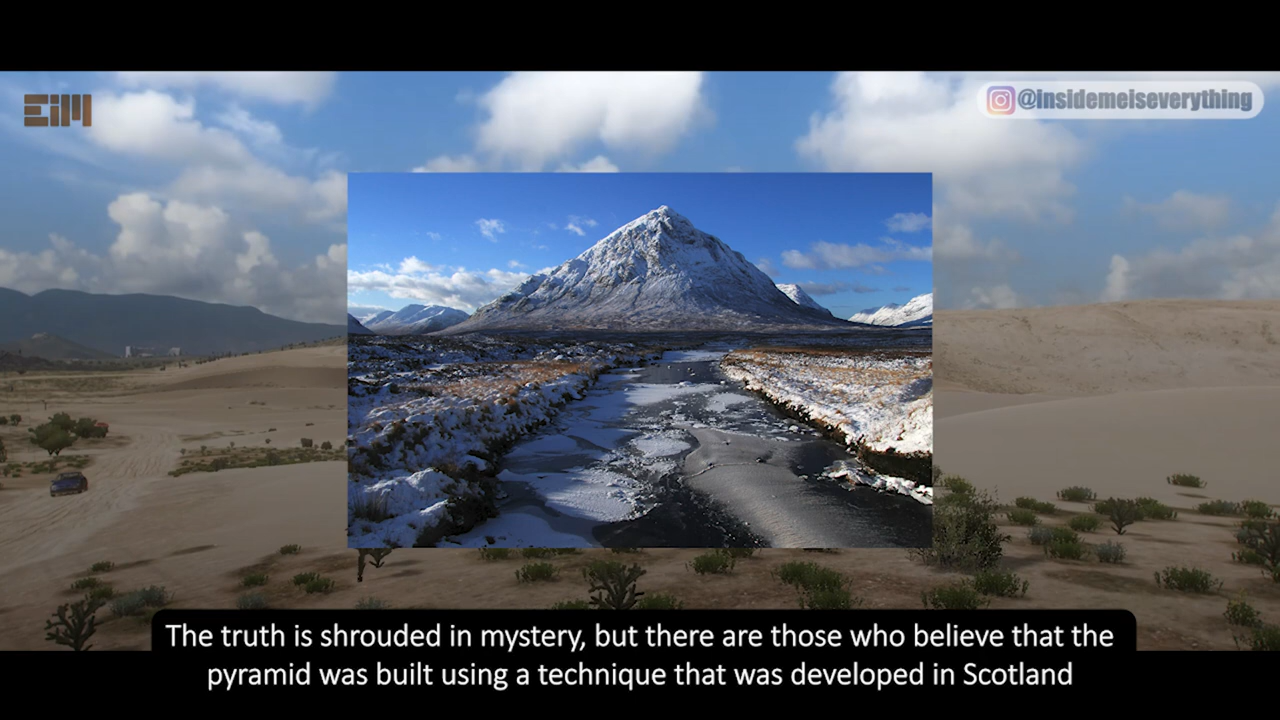 EiM
@insidemeiseverything
The truth is shrouded in mystery, but there are those who believe that the
pyramid was built using a technique that was developed in Scotland